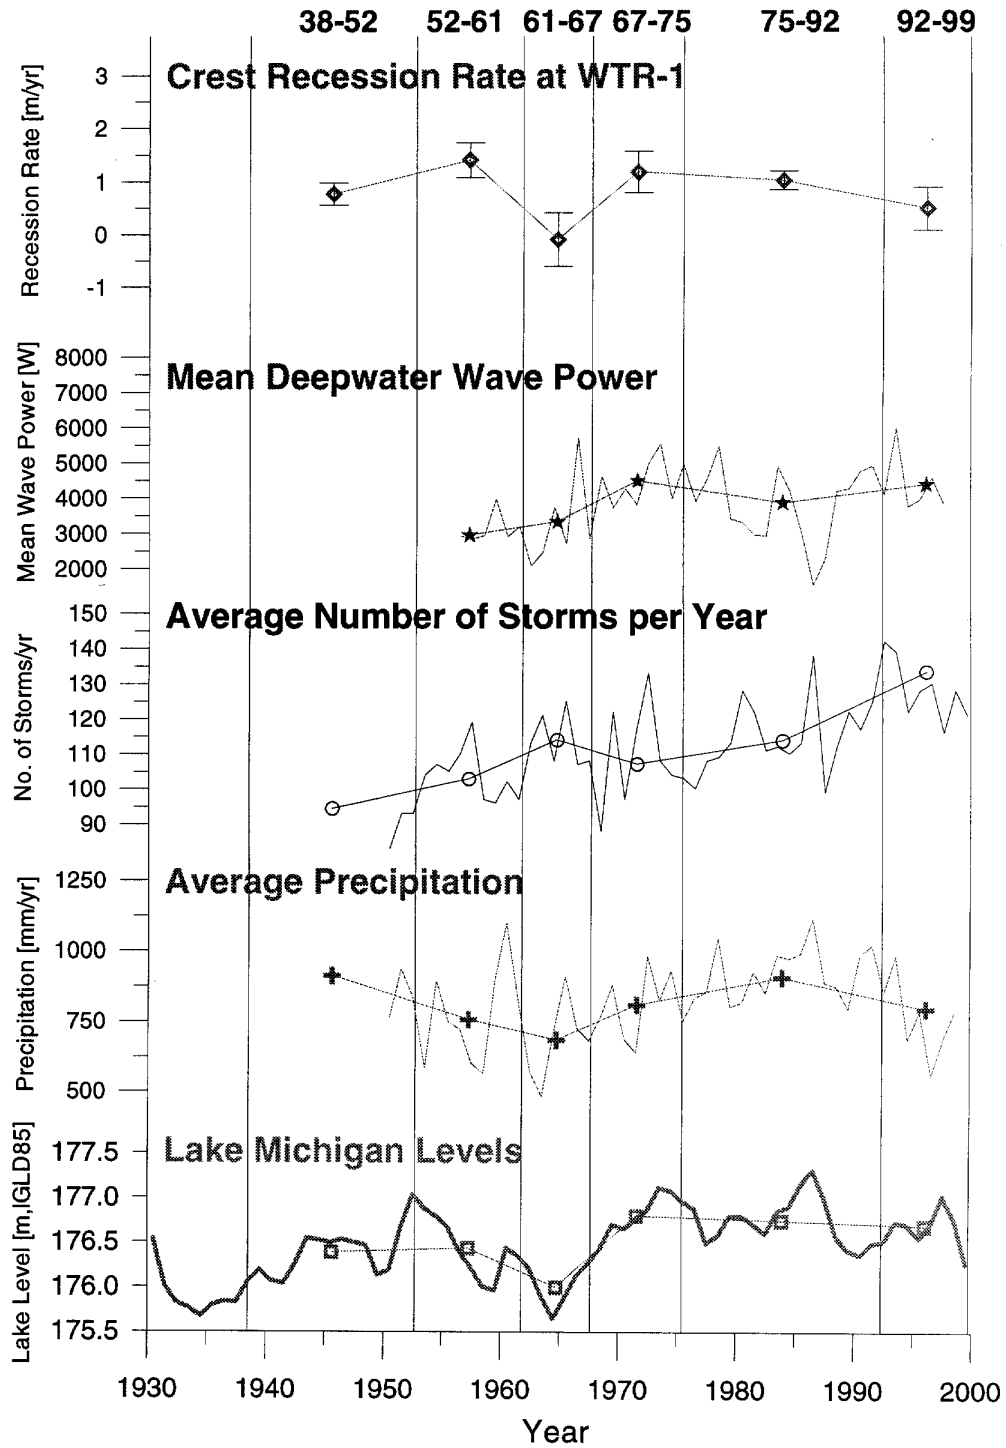 38-52 52-61 61-67 67-75 75-92 92-99
Crest Recession Rate at WTR-1
Recession Rate [m/yr]
3
2
1
0
-1
Mean Deepwater Wave Power
Mean Wave Power [W]
8000
7000
6000
5000
4000
3000
2000
Average Number of Storms per Year
No. of Storms/yr
150
140
130
120
110
100
90
Average Precipitation
Precipitation [mm/yr]
1250
1000
750
500
Lake Michigan Levels
Lake Level [m,IGLD85]
177.5
177.0
176.5
176.0
175.5
1930 1940 1950 1960 1970 1980 1990 2000
Year